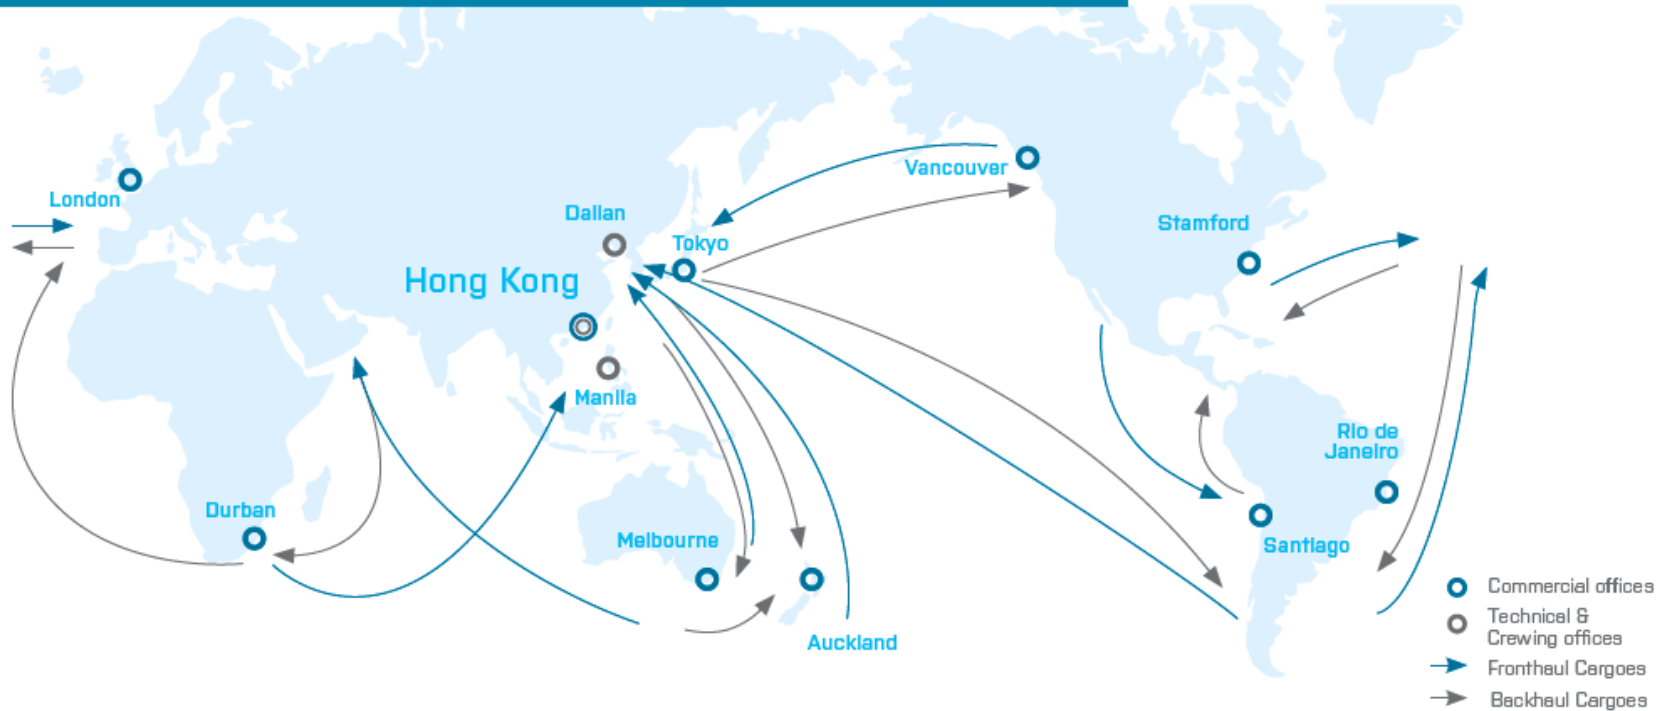 Vancouver
London
Dalian
Stamford
Tokyo
Hong Kong
Manila
Rio de
Janeiro
Durban
Melbourne
Santiago
Auckland
Commercial offices
Technical &
Crewing offices
Fronthaul Cargoes
Backhaul Cargoes